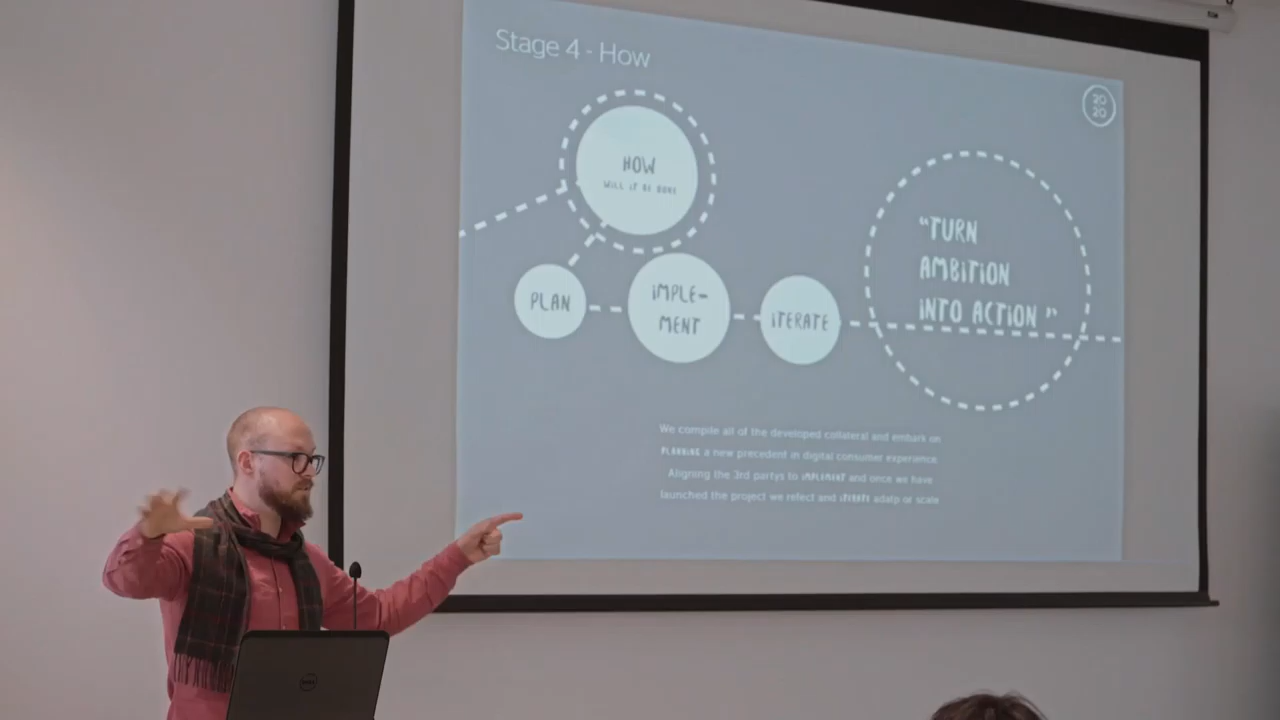 Stage 4 - How
20
20
HOW
WILL IT BE DONE
PLAN
iMPLE-
MENT
iTERATE
“TURN
AMBITION
INTO ACTION”
We compile all of the developed collateral and embark on
PLANNING a new precedent in digital consumer experience.
Aligning the 3rd partys to iMPLEMENT and once we have
launched the project we refect and iTERATE adatp or scale
DELL